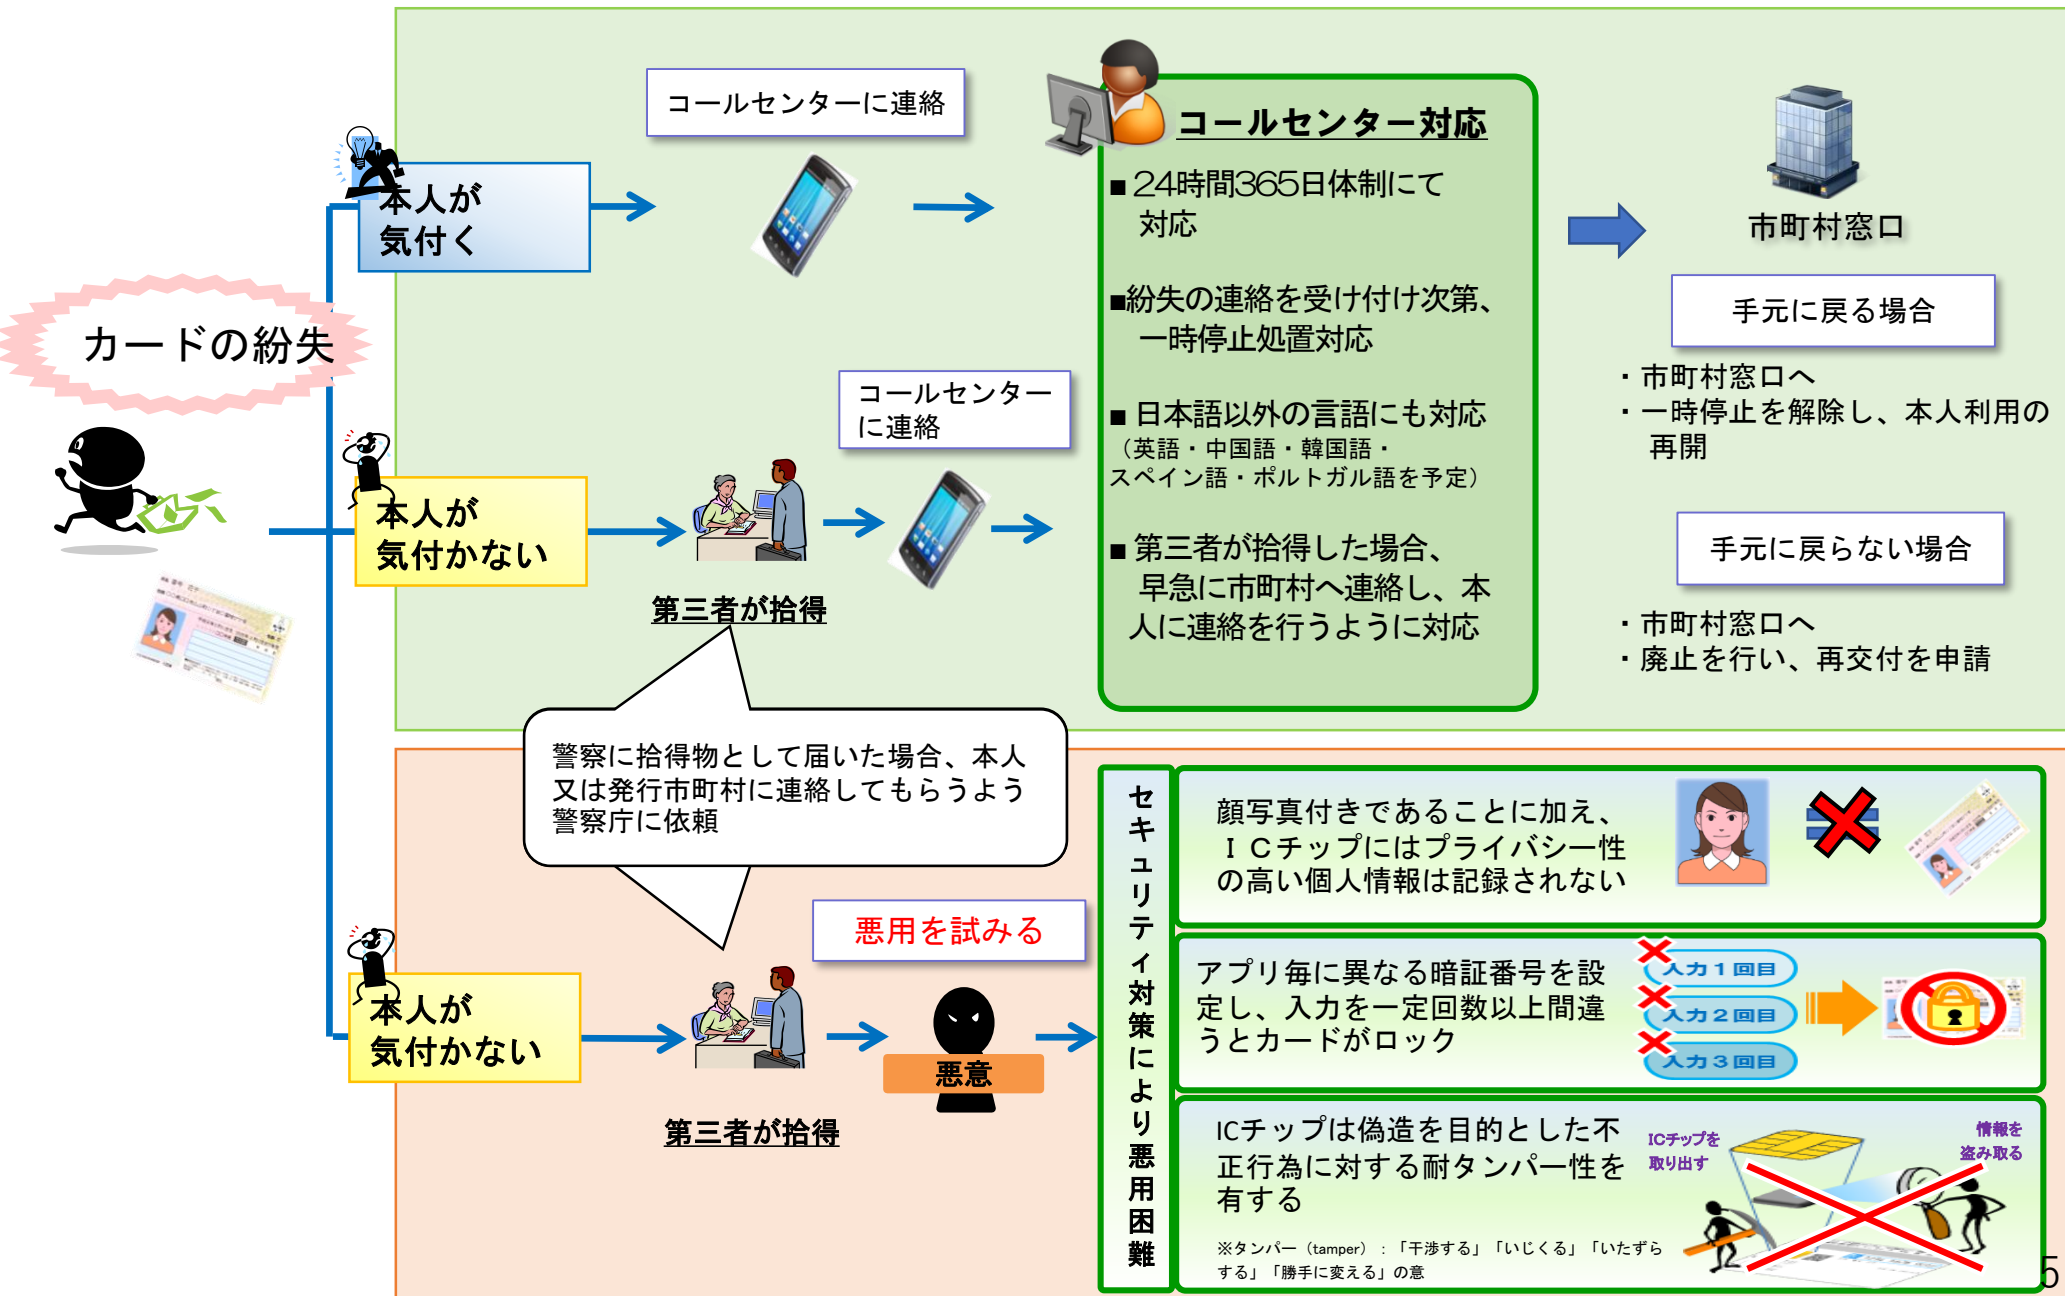 カードの紛失
本人が
気付く
コールセンターに連絡
コールセンター対応
■ 24時間365日体制にて
対応
■紛失の連絡を受け付け次第、
一時停止処置対応
■ 日本語以外の言語にも対応
（英語・中国語・韓国語・
スペイン語・ポルトガル語を予定）
■ 第三者が拾得した場合、
早急に市町村へ連絡し、本
人に連絡を行うように対応
市町村窓口
手元に戻る場合
・市町村窓口へ
・一時停止を解除し、本人利用の
再開
手元に戻らない場合
・市町村窓口へ
・廃止を行い、再交付を申請
本人が
気付かない
第三者が拾得
コールセンター
に連絡
警察に拾得物として届いた場合、本人
又は発行市町村に連絡してもらうよう
警察庁に依頼
本人が
気付かない
第三者が拾得
悪用を試みる
悪意
セキュリティ対策により悪用困難
顔写真付きであることに加え、
ＩＣチップにはプライバシー性
の高い個人情報は記録されない
アプリ毎に異なる暗証番号を設
定し、入力を一定回数以上間違
うとカードがロック
入力１回目
入力２回目
入力３回目
ICチップは偽造を目的とした不
正行為に対する耐タンパー性を
有する
※タンパー（tamper）：「干渉する」「いじくる」「いたずら
する」「勝手に変える」の意
ICチップを
取り出す
情報を
盗み取る
5